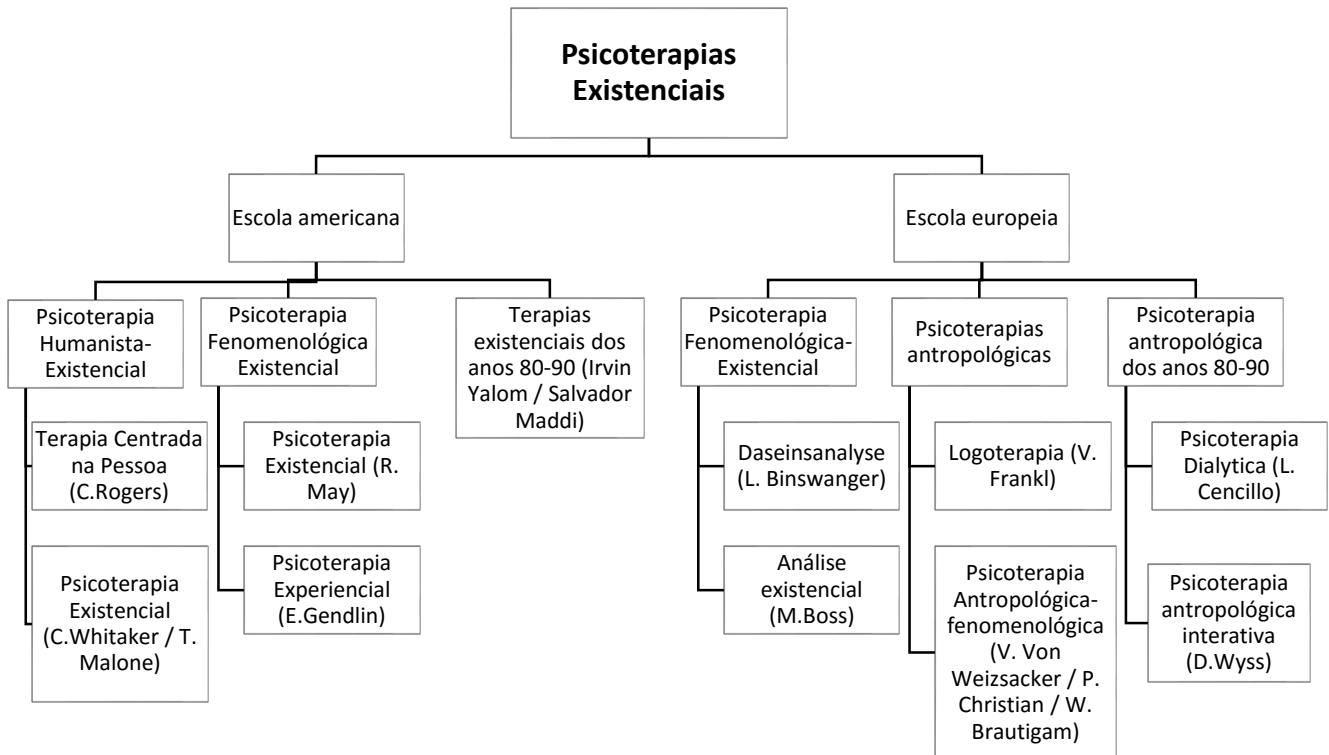 Psicoterapias
Existenciais
Escola americana
Escola europeia
Psicoterapia
Humanista-
Existencial
Psicoterapia
Fenomenológica
Existencial
Terapias
existenciais dos
anos 80-90 (Irvin
Yalom / Salvador
Maddi)
Psicoterapia
Fenomenológica-
Existencial
Psicoterapias
antropológicas
Psicoterapia
antropológica
dos anos 80-90
Terapia Centrada
na Pessoa
(C.Rogers)
Psicoterapia
Existencial (R.
May)
Daseinsanalyse
(L. Binswanger)
Logoterapia (V.
Frankl)
Psicoterapia
Dialytica (L.
Cencillo)
Psicoterapia
Existencial
(C.Whitaker / T.
Malone)
Psicoterapia
Experiencial
(E.Gendlin)
Análise
existencial
(M.Boss)
Psicoterapia
Antropológica-
fenomenológica
(V. Von
Weizsacker / P.
Christian / W.
Brautigam)
Psicoterapia
antropológica
interativa
(D.Wyss)